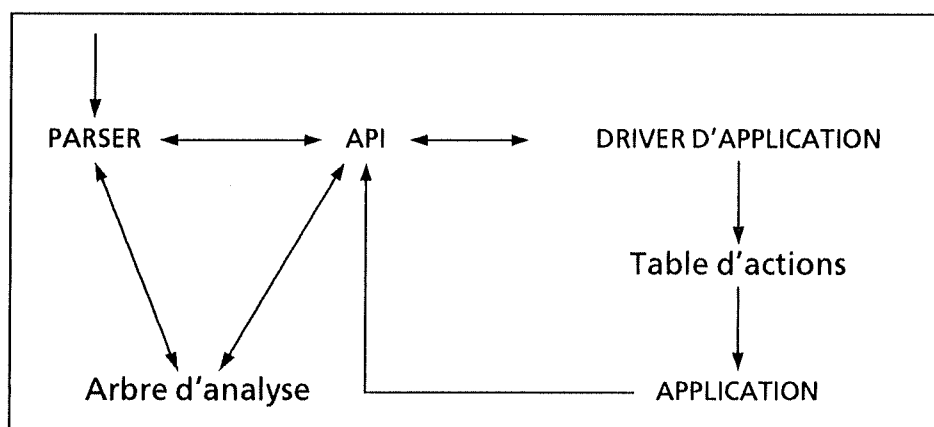 PARSER
API
DRIVER D'APPLICATION
Table d'actions
Arbre d'analyse
APPLICATION